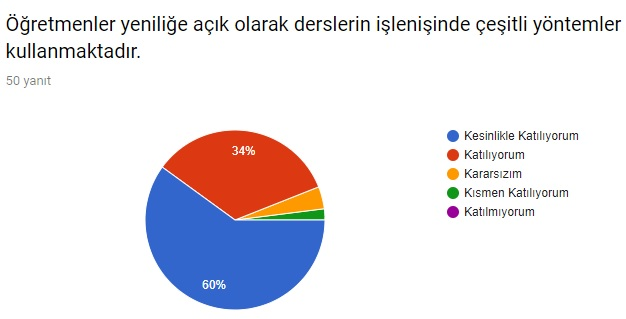 Öğretmenler yeniliğe açık olarak derslerin işlenişinde çeşitli yöntemler
kullanmaktadır.
50 yanıt
34%
60%
Kesinlikle Katılıyorum
Katılıyorum
Kararsızım
Kısmen Katılıyorum
Katılmıyorum